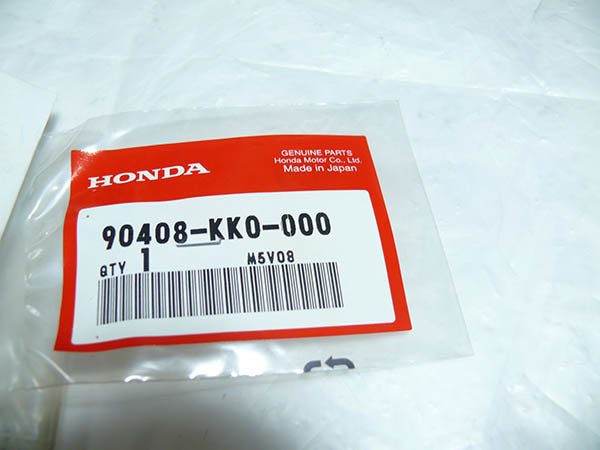 HONDA
GENUINE PARTS
Honda Motor Co., Ltd.
Made in Japan
90408-KK0-000
QTY 1 M5V08